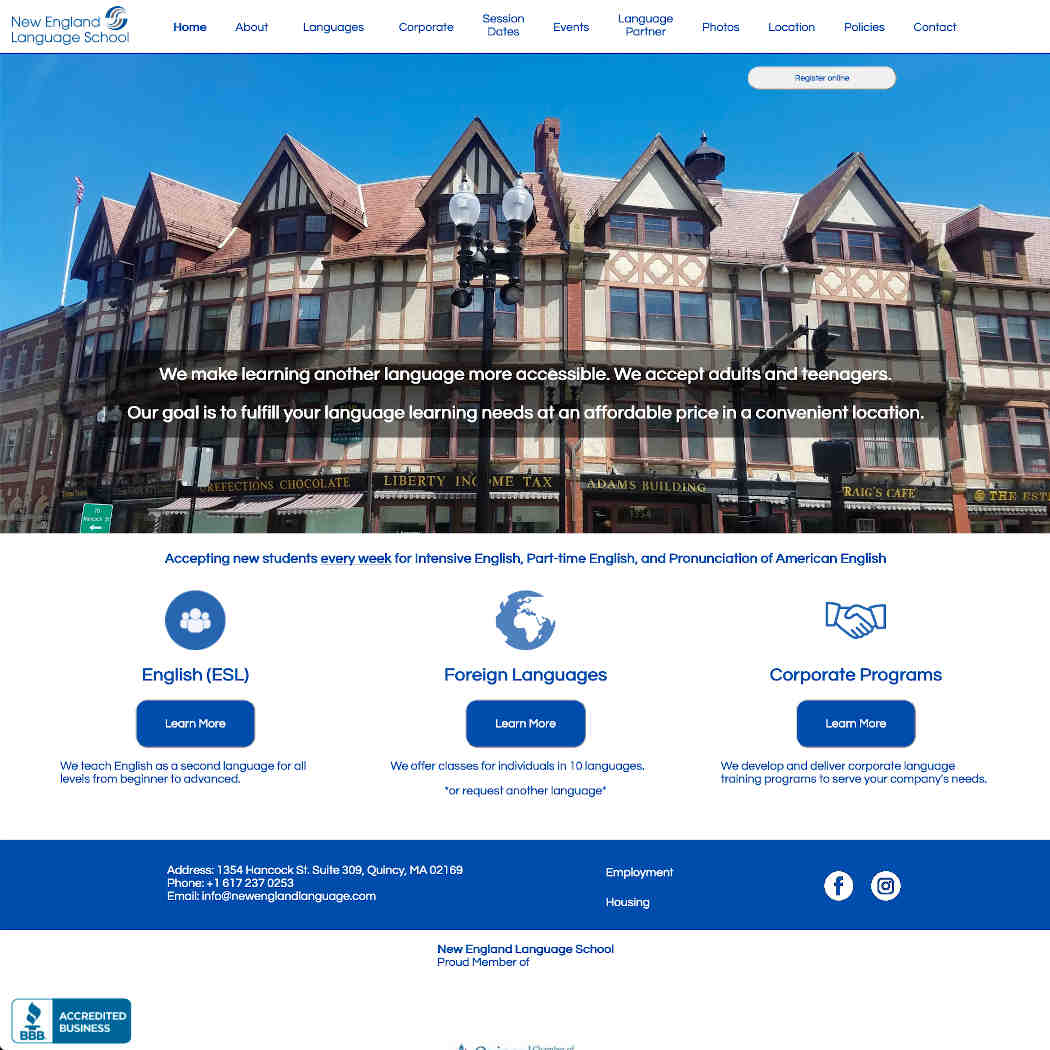 New England
Language School
Home
About
Languages
Corporate
Session
Dates
Events
Language
Partner
Photos
Location
Policies
Contact
Register online
We make learning another language more accessible. We accept adults and teenagers.
Our goal is to fulfill your language learning needs at an affordable price in a convenient location.
PHREFECTIONS CHOCOLATE
LIBERTY INCOME TAX
ADAMS BUILDING
CRAIG'S CAFE
THE EST
1354
Hancock St
Accepting new students every week for Intensive English, Part-time English, and Pronunciation of American English
English (ESL)
Foreign Languages
Corporate Programs
Learn More
Learn More
Learn More
We teach English as a second language for all
levels from beginner to advanced.
We offer classes for individuals in 10 languages.
*or request another language*
We develop and deliver corporate language
training programs to serve your company's needs.
Address: 1354 Hancock St. Suite 309, Quincy, MA 02169
Phone: +1 617 237 0253
Email: info@newenglandlanguage.com
Employment
Housing
New England Language School
Proud Member of
BBB
ACCREDITED
BUSINESS